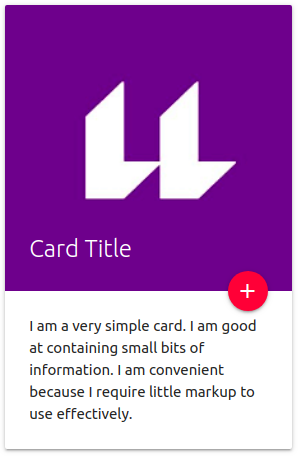 Card Title
+
I am a very simple card. I am good
at containing small bits of
information. I am convenient
because I require little markup to
use effectively.